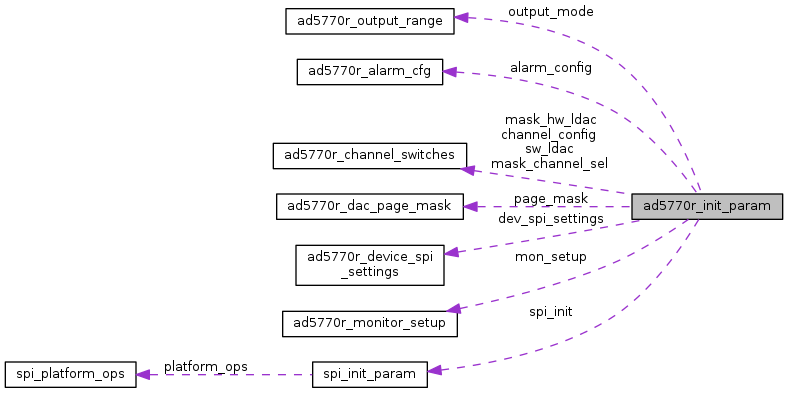 output_mode
ad5770r_output_range
alarm_config
ad5770r_alarm_cfg
mask_hw_ldac
channel_config
sw_ldac
mask_channel_sel
ad5770r_channel_switches
page_mask
ad5770r_dac_page_mask
ad5770r_init_param
dev_spi_settings
ad5770r_device_spi
_settings
mon_setup
ad5770r_monitor_setup
spi_init
platform_ops
spi_platform_ops
spi_init_param